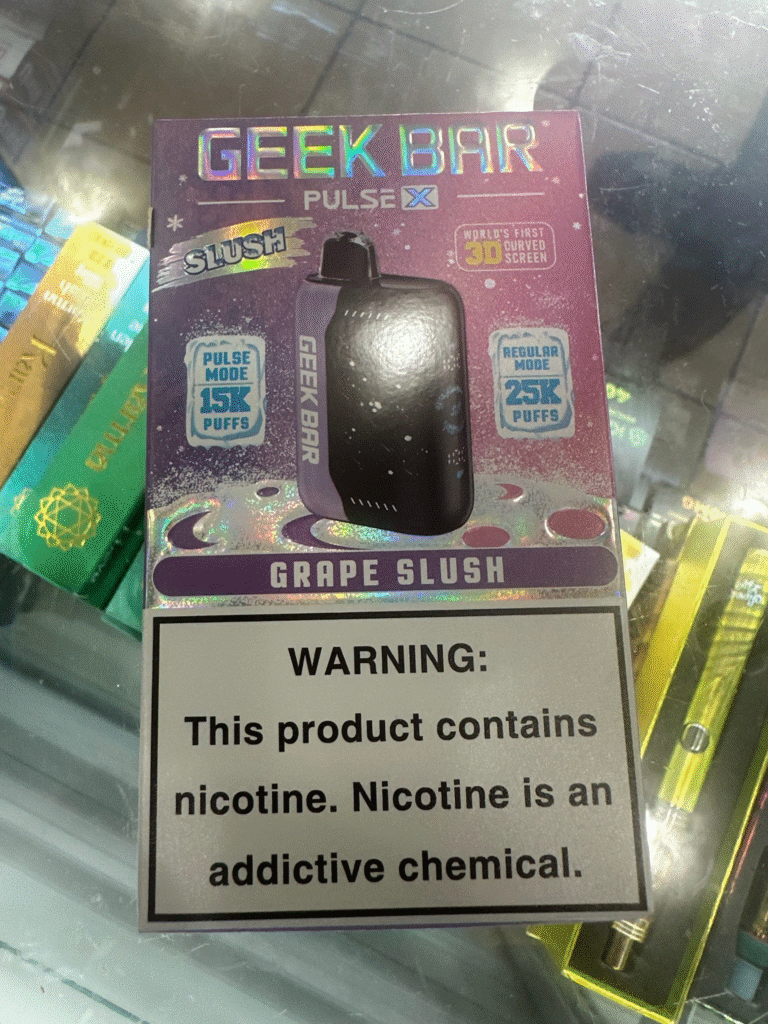 GEEK BAR
PULSE X
SLUSH
WORLD'S FIRST
3D CURVED
SCREEN
PULSE
MODE
15K
PUFFS
REGULAR
MODE
25K
PUFFS
GEEK BAR
GRAPE SLUSH
WARNING:
This product contains
nicotine. Nicotine is an
addictive chemical.